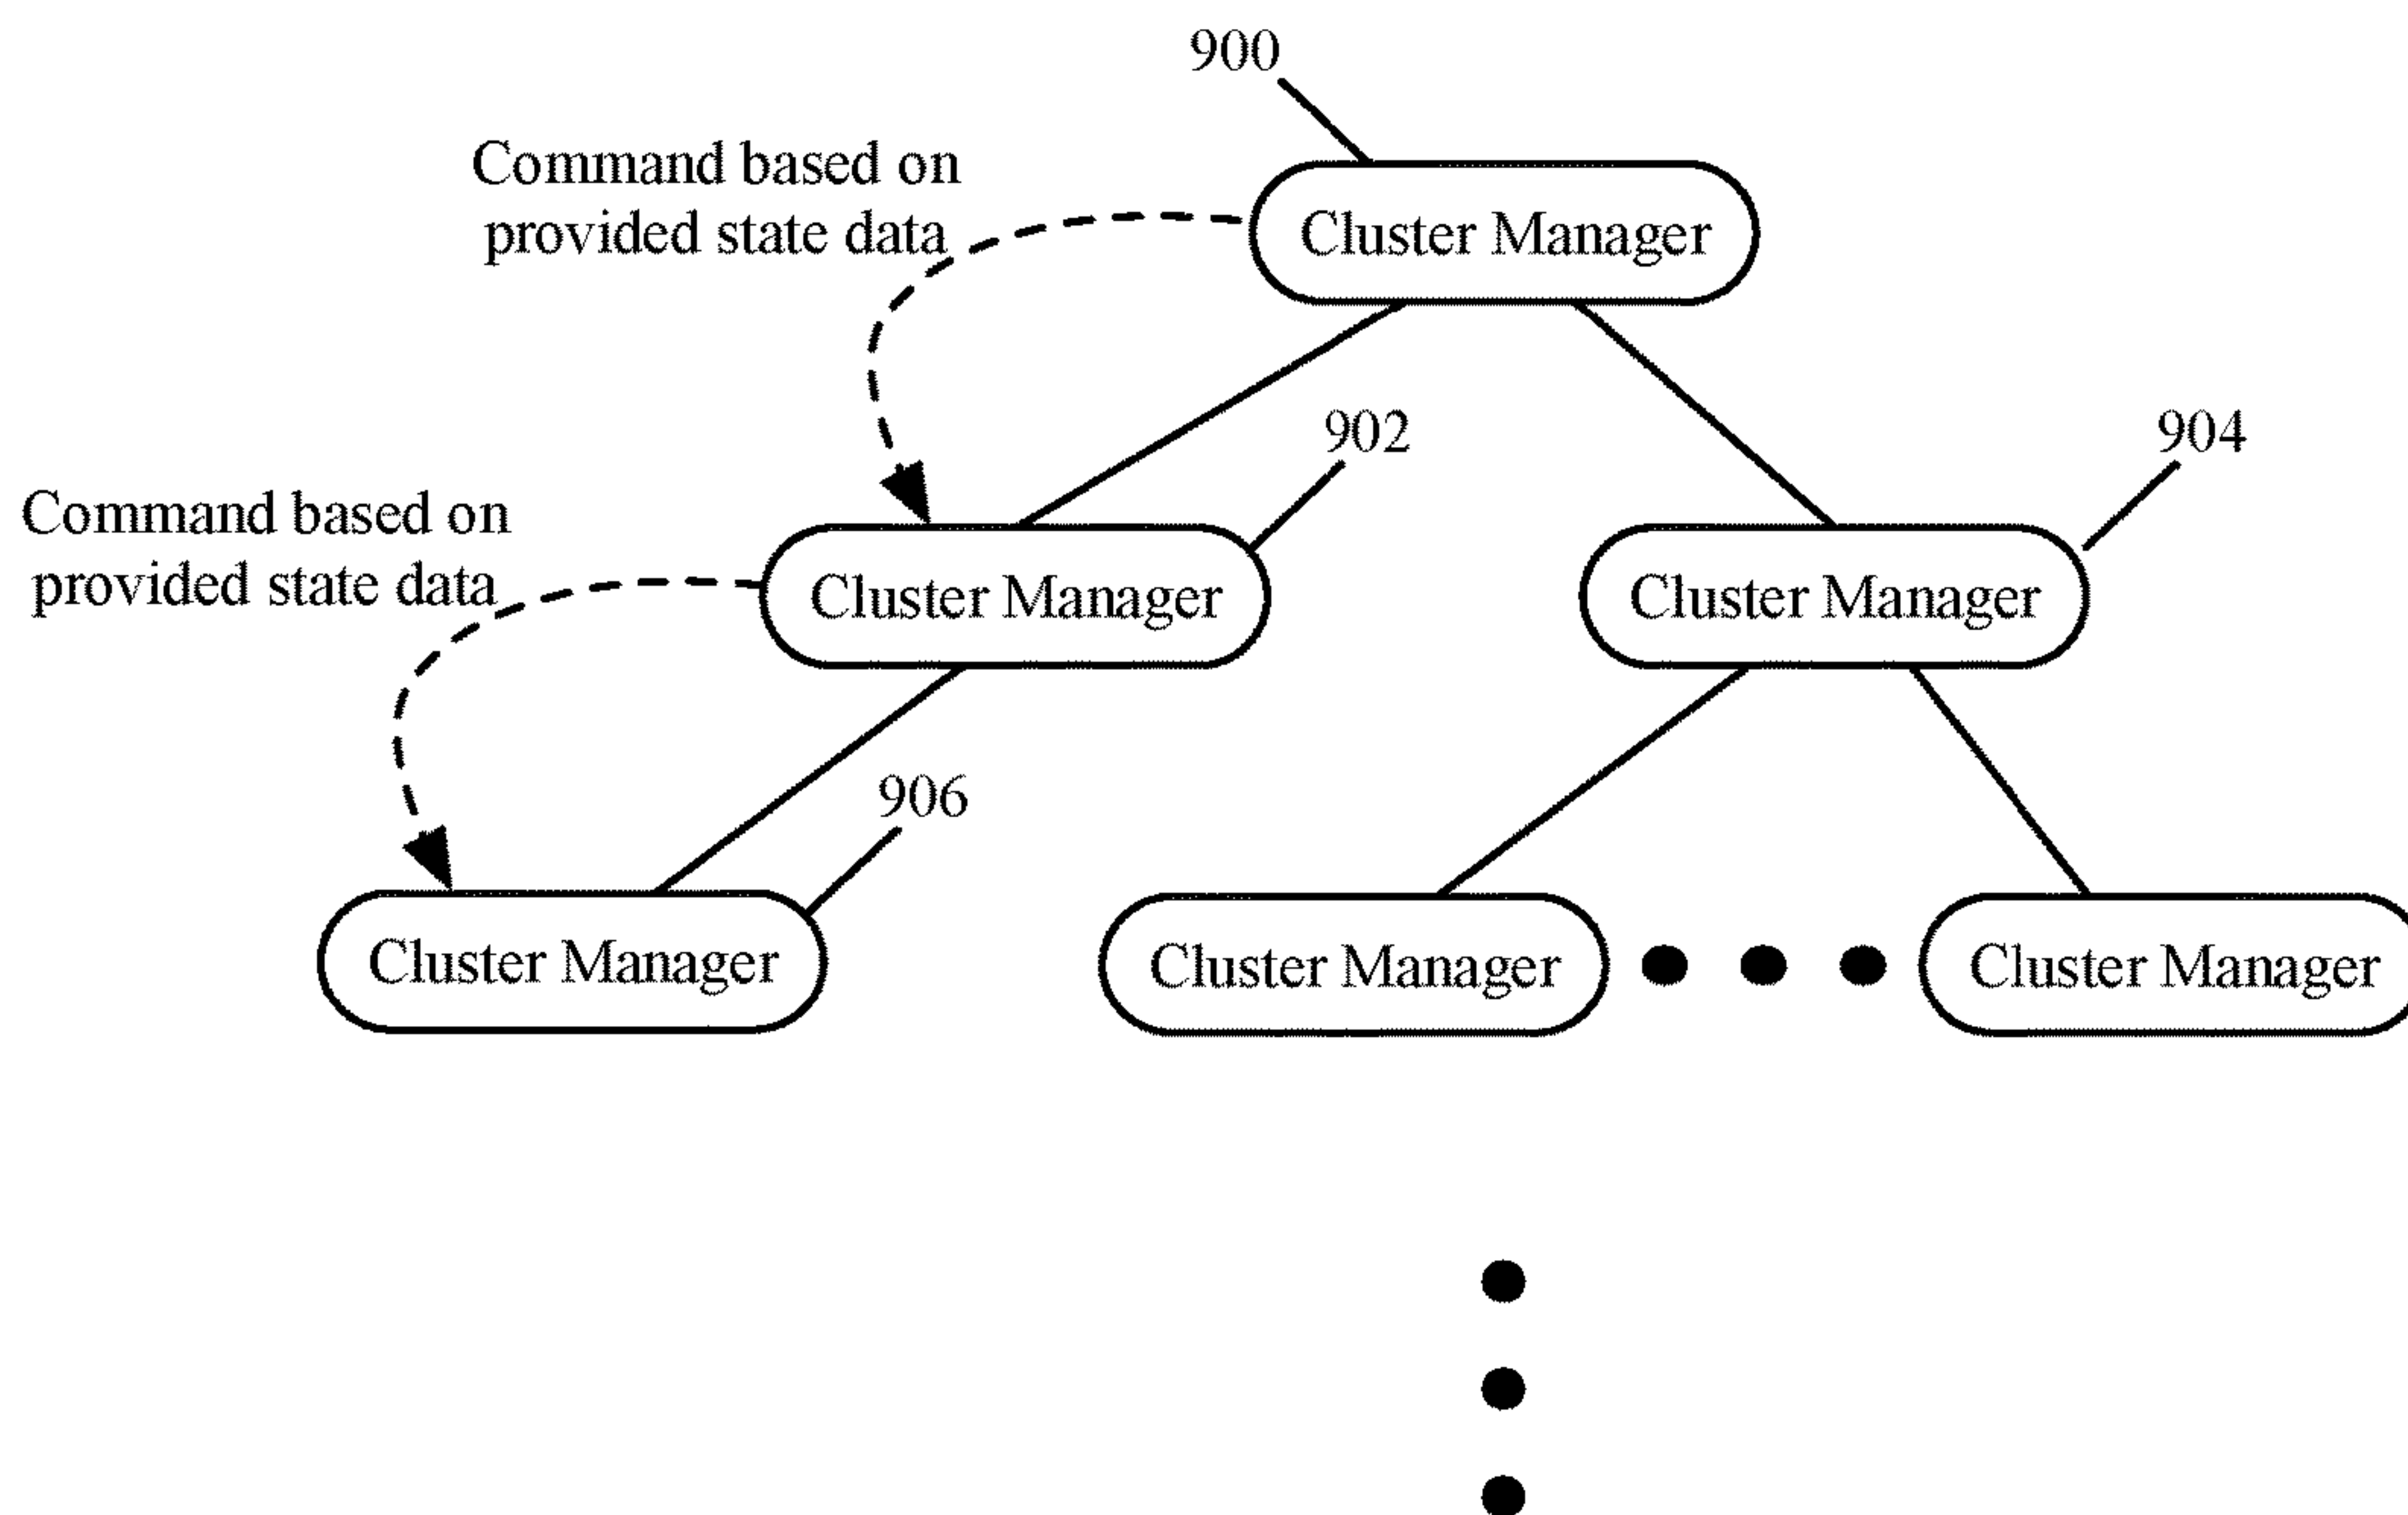 900
Command based on
provided state data
Cluster Manager
902
904
Command based on
provided state data
Cluster Manager
Cluster Manager
906
Cluster Manager
Cluster Manager
Cluster Manager